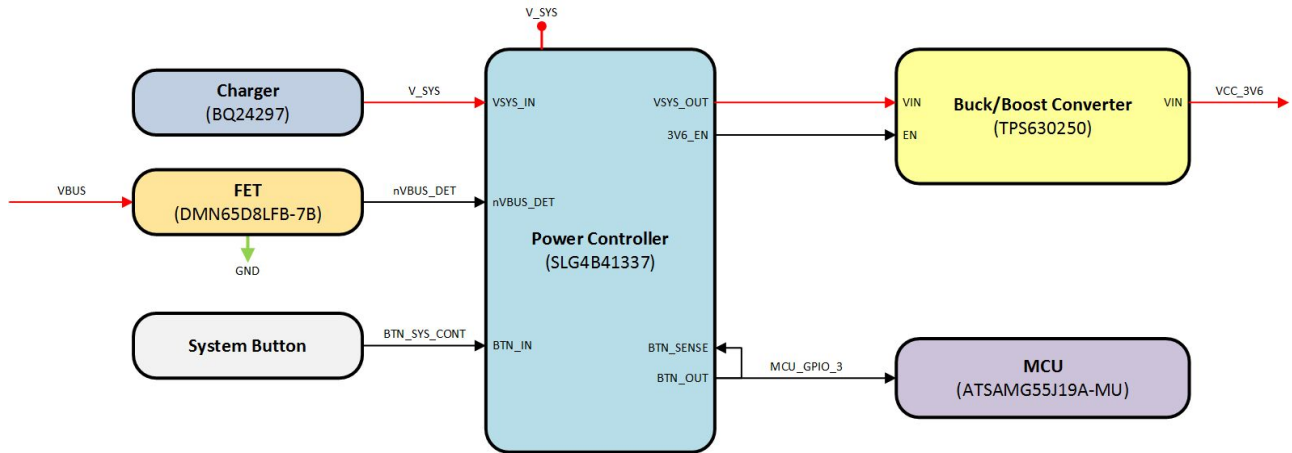 V_SYS
Charger
(BQ24297)
V_SYS
VSYS_IN
VSYS_OUT
3V6_EN
VIN
EN
Buck/Boost Converter
(TPS630250)
VIN
VCC_3V6
VBUS
FET
(DMN65D8LFB-7B)
GND
nVBUS_DET
nVBUS_DET
Power Controller
(SLG4B41337)
System Button
BTN_SYS_CONT
BTN_IN
BTN_SENSE
BTN_OUT
MCU_GPIO_3
MCU
(ATSAMG55J19A-MU)